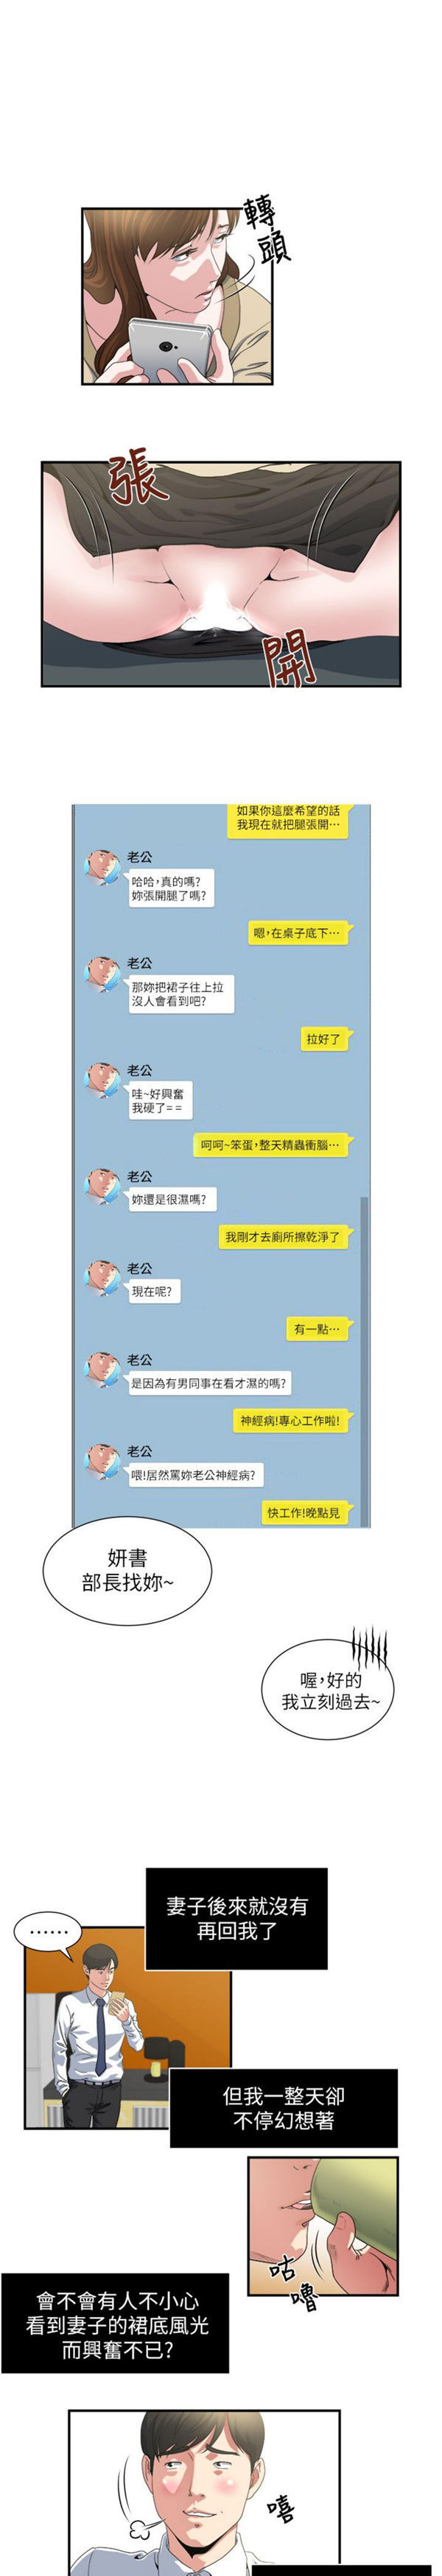 轉頭
張
開
如果你這麼希望的話
我現在就把腿張開⋯
老公
哈哈,真的嗎?
妳張開腿了嗎?
嗯,在桌子底下⋯
老公
那妳把裙子往上拉
沒人會看到吧?
拉好了
老公
哇~好興奮
我硬了= =
呵呵~笨蛋,整天精蟲衝腦⋯
老公
妳還是很濕嗎?
我剛才去廁所擦乾淨了
老公
現在呢?
有一點⋯
老公
是因為有男同事在看才濕的嗎?
神經病!專心工作啦!
老公
喂!居然罵妳老公神經病?
快工作!晚點見
妍書
部長找妳~
喔,好的
我立刻過去~
妻子後來就沒有
再回我了
⋯⋯
但我一整天卻
不停幻想著
咕嚕
會不會有人不小心
看到妻子的裙底風光
而興奮不已?
嘻